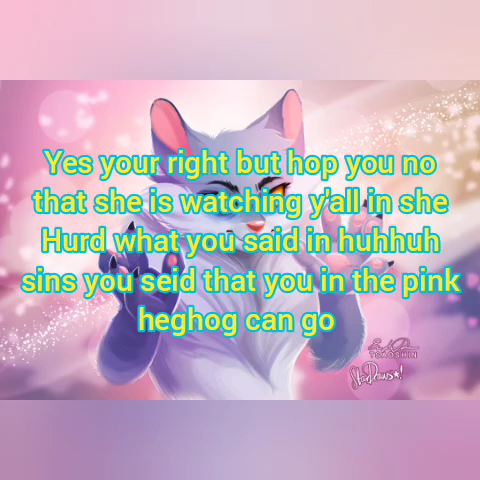 Yes your right but hop you no
that she is watching y'all in she
Hurd what you said in huhhuh
sins you seid that you in the pink
heghog can go
TSAOSHIN